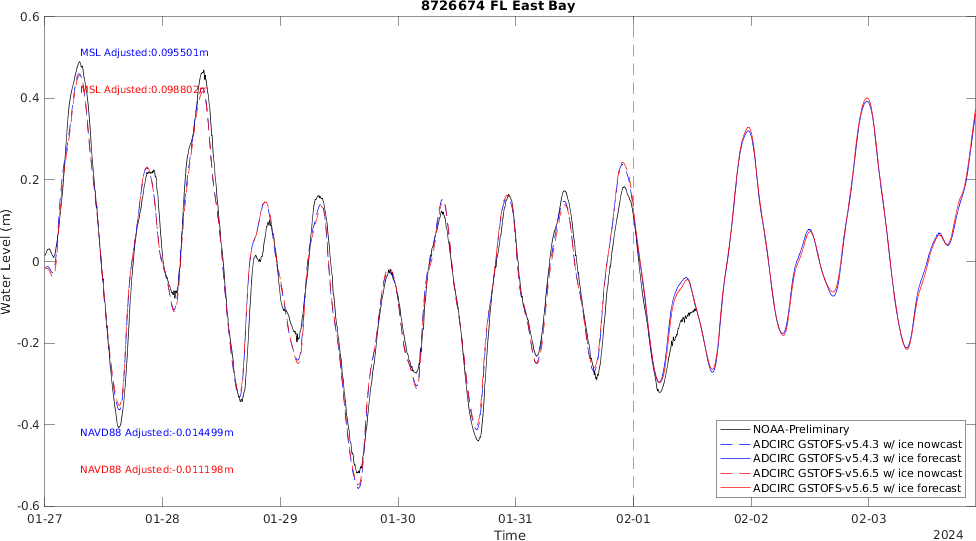 8726674 FL East Bay
0.6
MSL Adjusted:0.095501m
MSL Adjusted:0.098802m
0.4
0.2
0
-0.2
-0.4
-0.6
Water Level (m)
NAVD88 Adjusted:-0.014499m
NAVD88 Adjusted:-0.011198m
NOAA-Preliminary
ADCIRC GSTOFS-v5.4.3 w/ ice nowcast
ADCIRC GSTOFS-v5.4.3 w/ ice forecast
ADCIRC GSTOFS-v5.6.5 w/ ice nowcast
ADCIRC GSTOFS-v5.6.5 w/ ice forecast
01-27 01-28 01-29 01-30 01-31 02-01 02-02 02-03
Time
2024